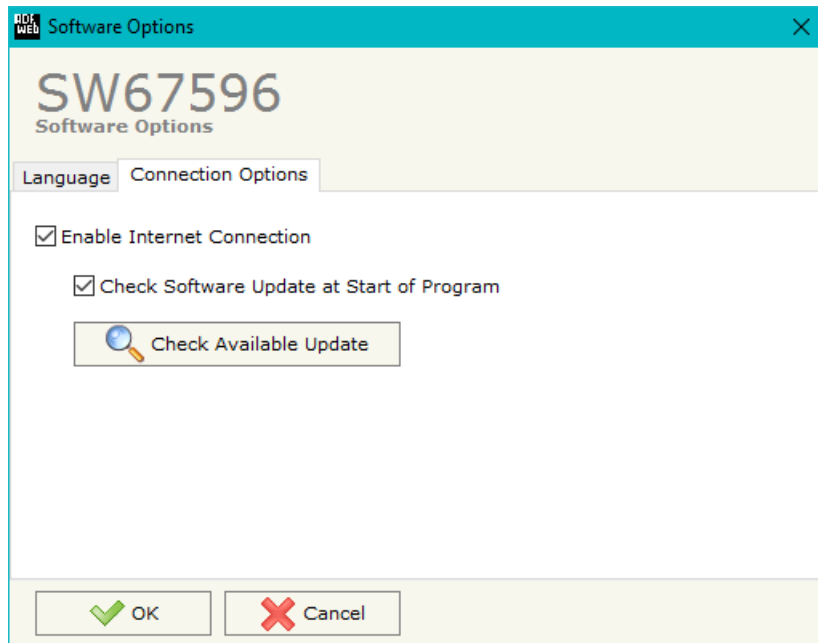 ADF
WEB
Software Options
SW67596
Software Options
Language
Connection Options
Enable Internet Connection
Check Software Update at Start of Program
Check Available Update
OK
Cancel